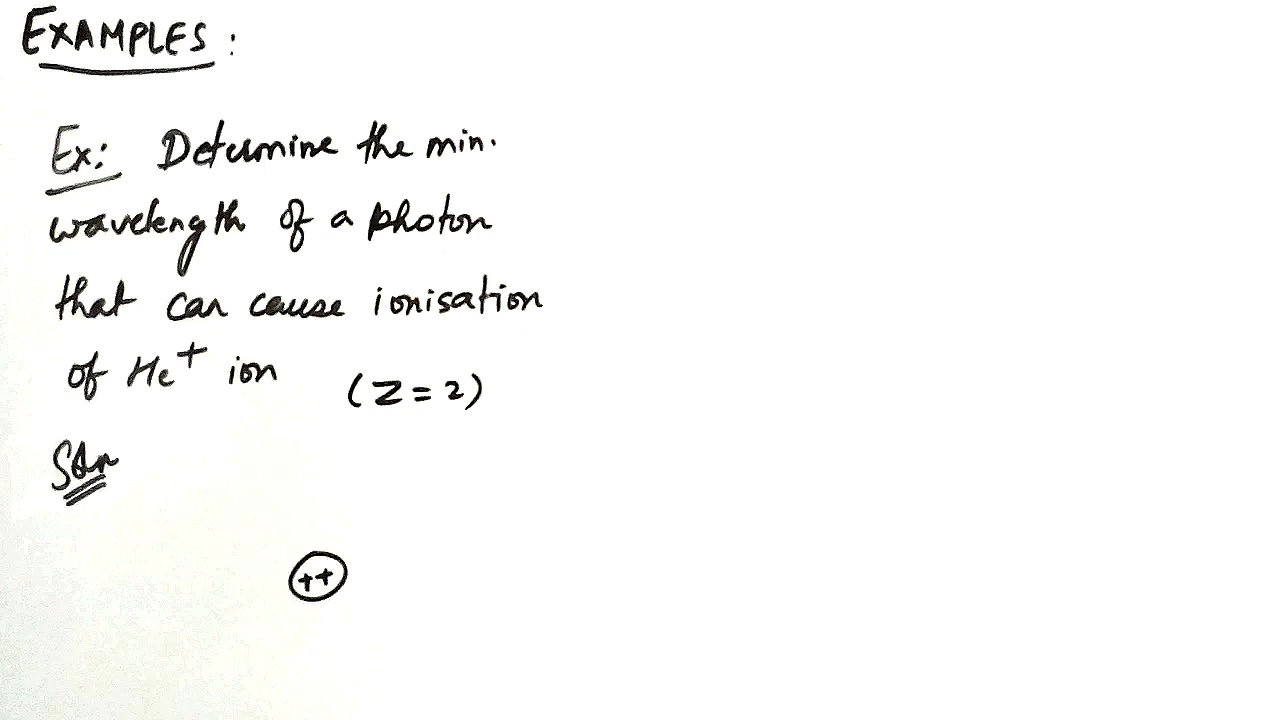 EXAMPLES:
Ex: Determine the min.
wavelength of a photon
that can cause ionisation
of He+ ion (Z=2)
Soln
++